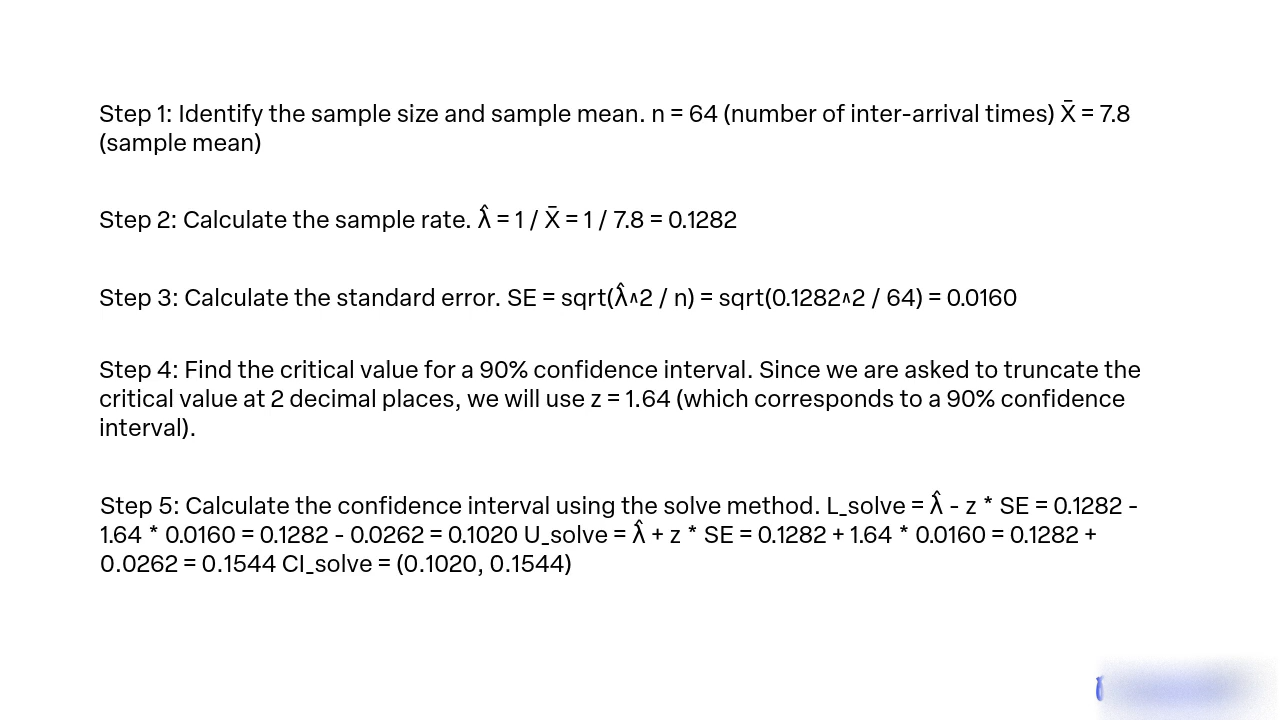 Step 1: Identify the sample size and sample mean. n = 64 (number of inter-arrival times) X̄ = 7.8
(sample mean)
Step 2: Calculate the sample rate. λ̂ = 1 / X̄ = 1 / 7.8 = 0.1282
Step 3: Calculate the standard error. SE = sqrt(λ̂^2 / n) = sqrt(0.1282^2 / 64) = 0.0160
Step 4: Find the critical value for a 90% confidence interval. Since we are asked to truncate the
critical value at 2 decimal places, we will use z = 1.64 (which corresponds to a 90% confidence
interval).
Step 5: Calculate the confidence interval using the solve method. L_solve = λ̂ - z * SE = 0.1282 -
1.64 * 0.0160 = 0.1282 - 0.0262 = 0.1020 U_solve = λ̂ + z * SE = 0.1282 + 1.64 * 0.0160 = 0.1282 +
0.0262 = 0.1544 CI_solve = (0.1020, 0.1544)